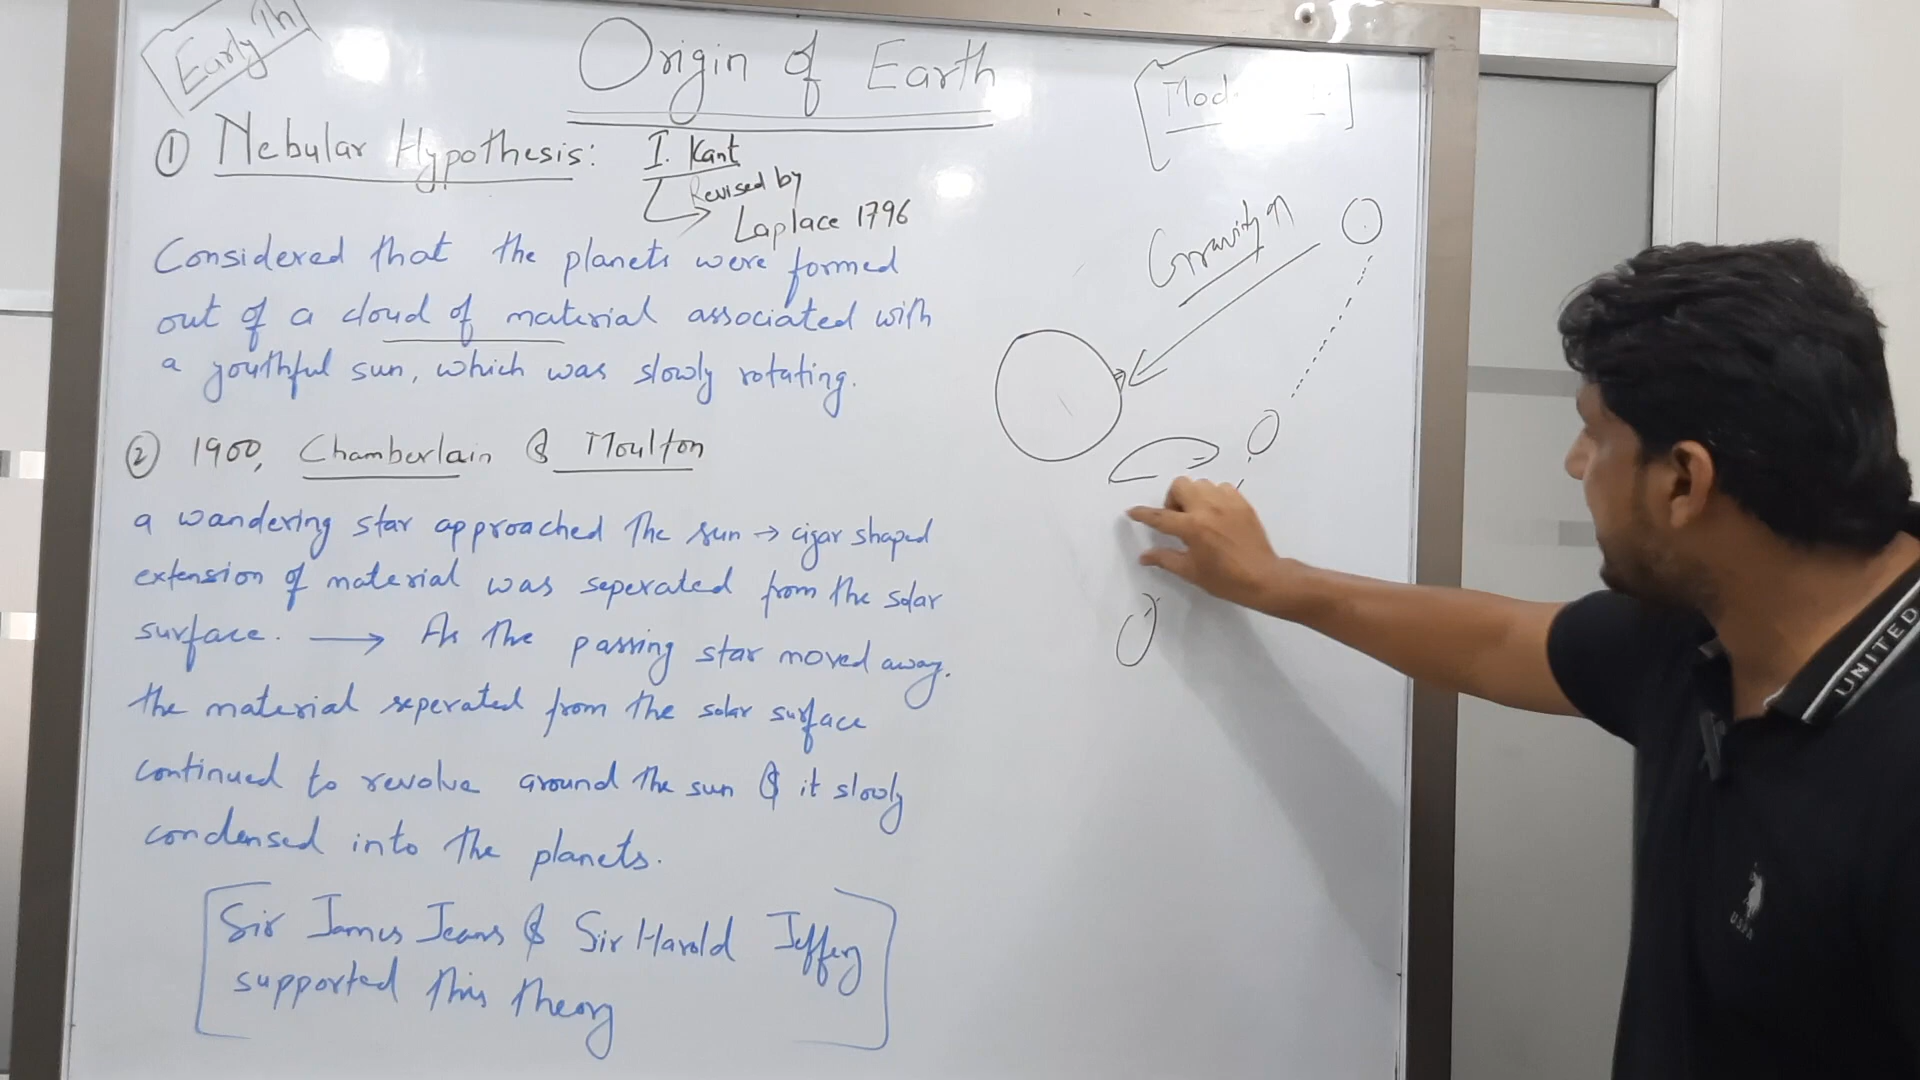 Early Th
Origin of Earth
① Nebular Hypothesis: I. Kant
Revised by
Laplace 1796
Considered that the planets were formed
out of a cloud of material associated with
a youthful sun, which was slowly rotating.
② 1900, Chamberlain & Moulton
a wandering star approached the sun → cigar shaped
extension of material was seperated from the solar
surface. → As the passing star moved away.
the material seperated from the solar surface
continued to revolve around the sun & it slowly
condensed into the planets.
Sir James Jeans & Sir Harold Jeffery
supported this theory
Mod
Gravity
UNITED
USPA